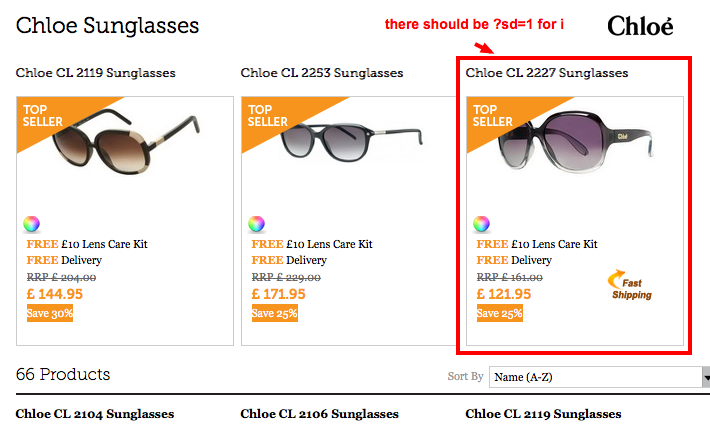 Chloe Sunglasses
there should be ?sd=1 for i
Chloé
Chloe CL 2119 Sunglasses
Chloe CL 2253 Sunglasses
Chloe CL 2227 Sunglasses
TOP
SELLER
TOP
SELLER
TOP
SELLER
Chloé
FREE £10 Lens Care Kit
FREE Delivery
RRP £ 204.00
£ 144.95
Save 30%
FREE £10 Lens Care Kit
FREE Delivery
RRP £ 229.00
£ 171.95
Save 25%
FREE £10 Lens Care Kit
FREE Delivery
RRP £ 161.00
£ 121.95
Save 25%
Fast
Shipping
66 Products
Sort By
Name (A-Z)
Chloe CL 2104 Sunglasses
Chloe CL 2106 Sunglasses
Chloe CL 2119 Sunglasses